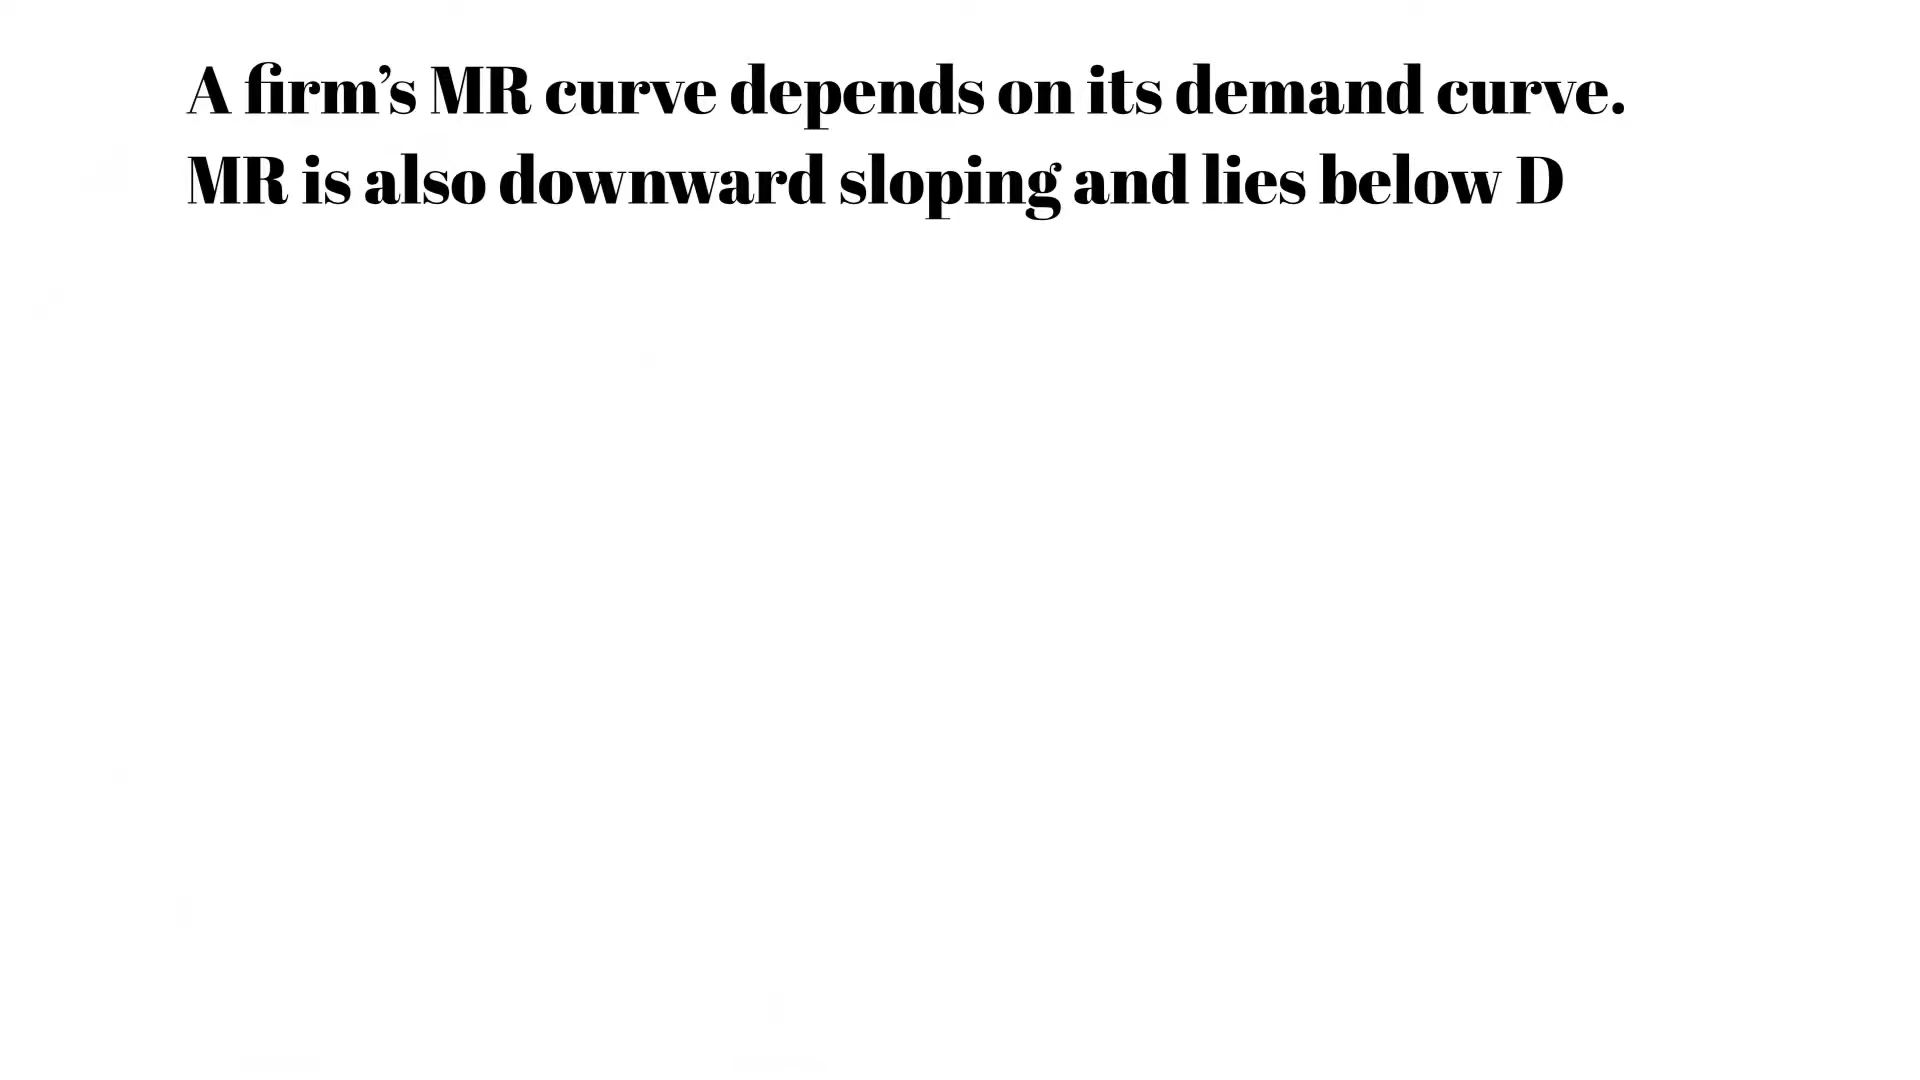 A firm’s MR curve depends on its demand curve.
MR is also downward sloping and lies below D